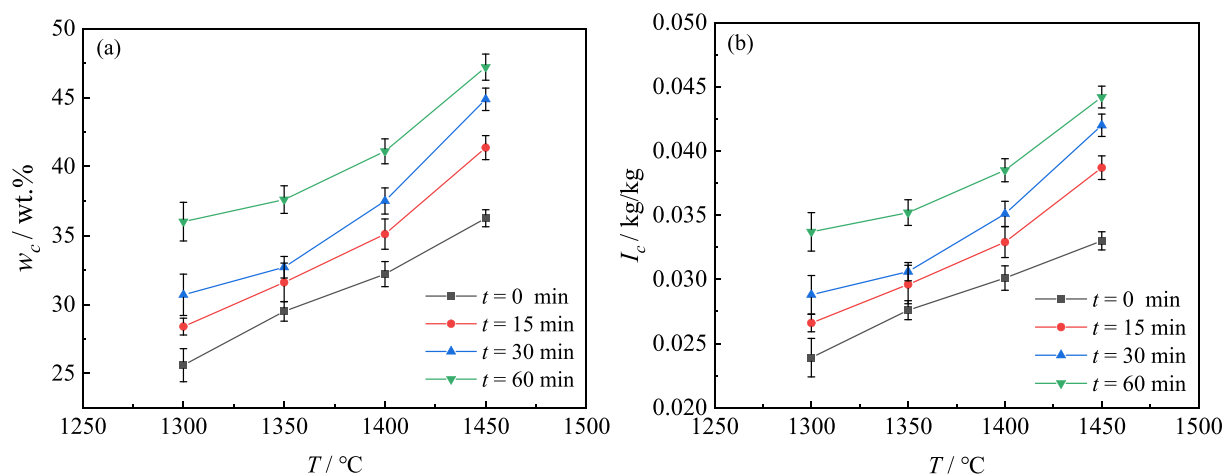 (a)
50
45
40
35
30
25
w_c / wt.%
1250 1300 1350 1400 1450 1500
T / °C
t = 0 min
t = 15 min
t = 30 min
t = 60 min
(b)
0.050
0.045
0.040
0.035
0.030
0.025
0.020
I_c / kg/kg
1250 1300 1350 1400 1450 1500
T / °C
t = 0 min
t = 15 min
t = 30 min
t = 60 min